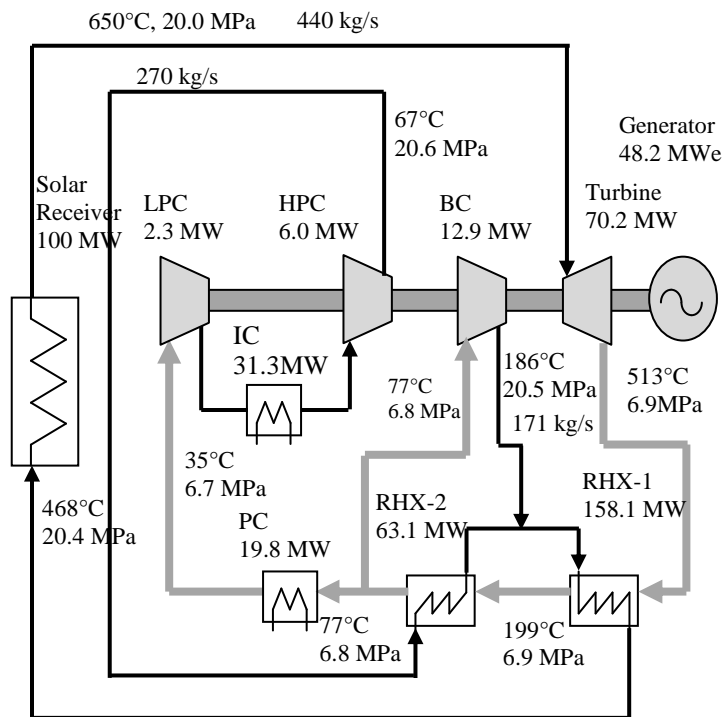 650°C, 20.0 MPa
440 kg/s
270 kg/s
67°C
20.6 MPa
Generator
48.2 MWe
Solar
Receiver
100 MW
LPC
2.3 MW
HPC
6.0 MW
BC
12.9 MW
Turbine
70.2 MW
IC
31.3MW
77°C
6.8 MPa
186°C
20.5 MPa
171 kg/s
513°C
6.9MPa
35°C
6.7 MPa
468°C
20.4 MPa
PC
19.8 MW
RHX-2
63.1 MW
RHX-1
158.1 MW
77°C
6.8 MPa
199°C
6.9 MPa